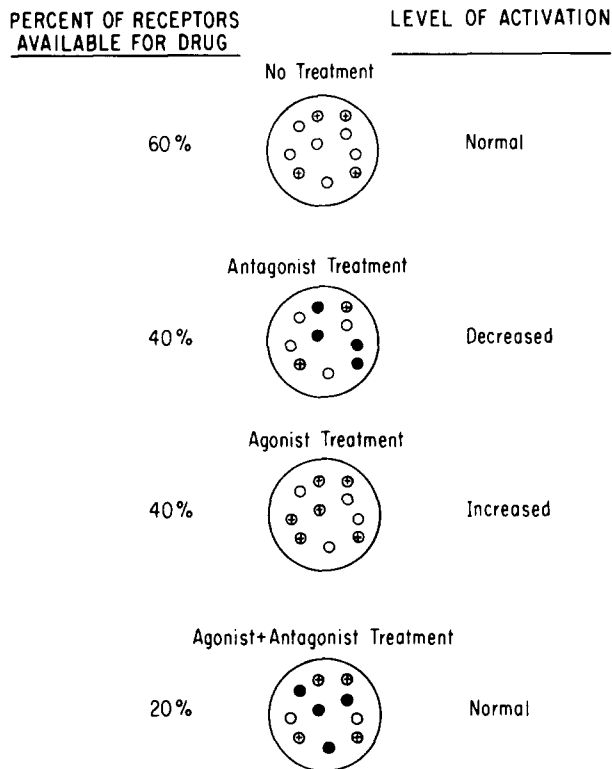 PERCENT OF RECEPTORS
AVAILABLE FOR DRUG
LEVEL OF ACTIVATION
No Treatment
60%
Normal
Antagonist Treatment
40%
Decreased
Agonist Treatment
40%
Increased
Agonist+Antagonist Treatment
20%
Normal